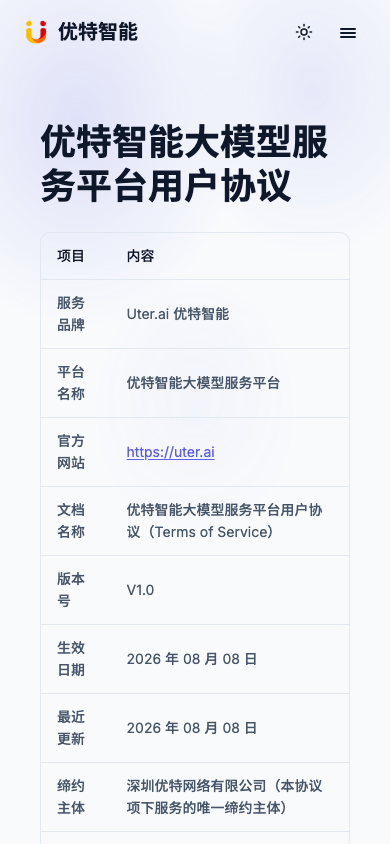 优特智能
优特智能大模型服
务平台用户协议
项目 内容
服务
品牌
Uter.ai 优特智能
平台
名称
优特智能大模型服务平台
官方
网站
https://uter.ai
文档
名称
优特智能大模型服务平台用户协
议（Terms of Service）
版本
号
V1.0
生效
日期
2026 年 08 月 08 日
最近
更新
2026 年 08 月 08 日
缔约
主体
深圳优特网络有限公司（本协议
项下服务的唯一缔约主体）